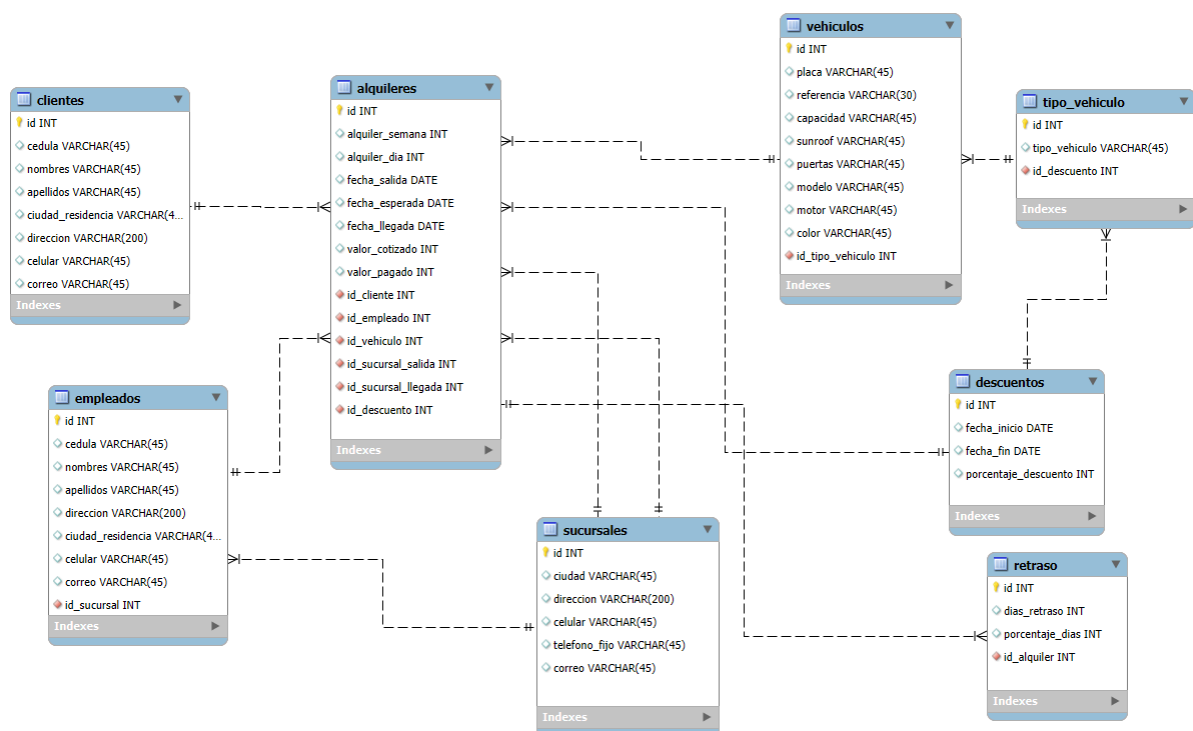 clientes
id INT
cedula VARCHAR(45)
nombres VARCHAR(45)
apellidos VARCHAR(45)
ciudad_residencia VARCHAR(4...
direccion VARCHAR(200)
celular VARCHAR(45)
correo VARCHAR(45)
Indexes
alquileres
id INT
alquiler_semana INT
alquiler_dia INT
fecha_salida DATE
fecha_esperada DATE
fecha_llegada DATE
valor_cotizado INT
valor_pagado INT
id_cliente INT
id_empleado INT
id_vehiculo INT
id_sucursal_salida INT
id_sucursal_llegada INT
id_descuento INT
Indexes
vehiculos
id INT
placa VARCHAR(45)
referencia VARCHAR(30)
capacidad VARCHAR(45)
sunroof VARCHAR(45)
puertas VARCHAR(45)
modelo VARCHAR(45)
motor VARCHAR(45)
color VARCHAR(45)
id_tipo_vehiculo INT
Indexes
tipo_vehiculo
id INT
tipo_vehiculo VARCHAR(45)
id_descuento INT
Indexes
empleados
id INT
cedula VARCHAR(45)
nombres VARCHAR(45)
apellidos VARCHAR(45)
direccion VARCHAR(200)
ciudad_residencia VARCHAR(4...
celular VARCHAR(45)
correo VARCHAR(45)
id_sucursal INT
Indexes
sucursales
id INT
ciudad VARCHAR(45)
direccion VARCHAR(200)
celular VARCHAR(45)
telefono_fijo VARCHAR(45)
correo VARCHAR(45)
Indexes
descuentos
id INT
fecha_inicio DATE
fecha_fin DATE
porcentaje_descuento INT
Indexes
retraso
id INT
dias_retraso INT
porcentaje_dias INT
id_alquiler INT
Indexes